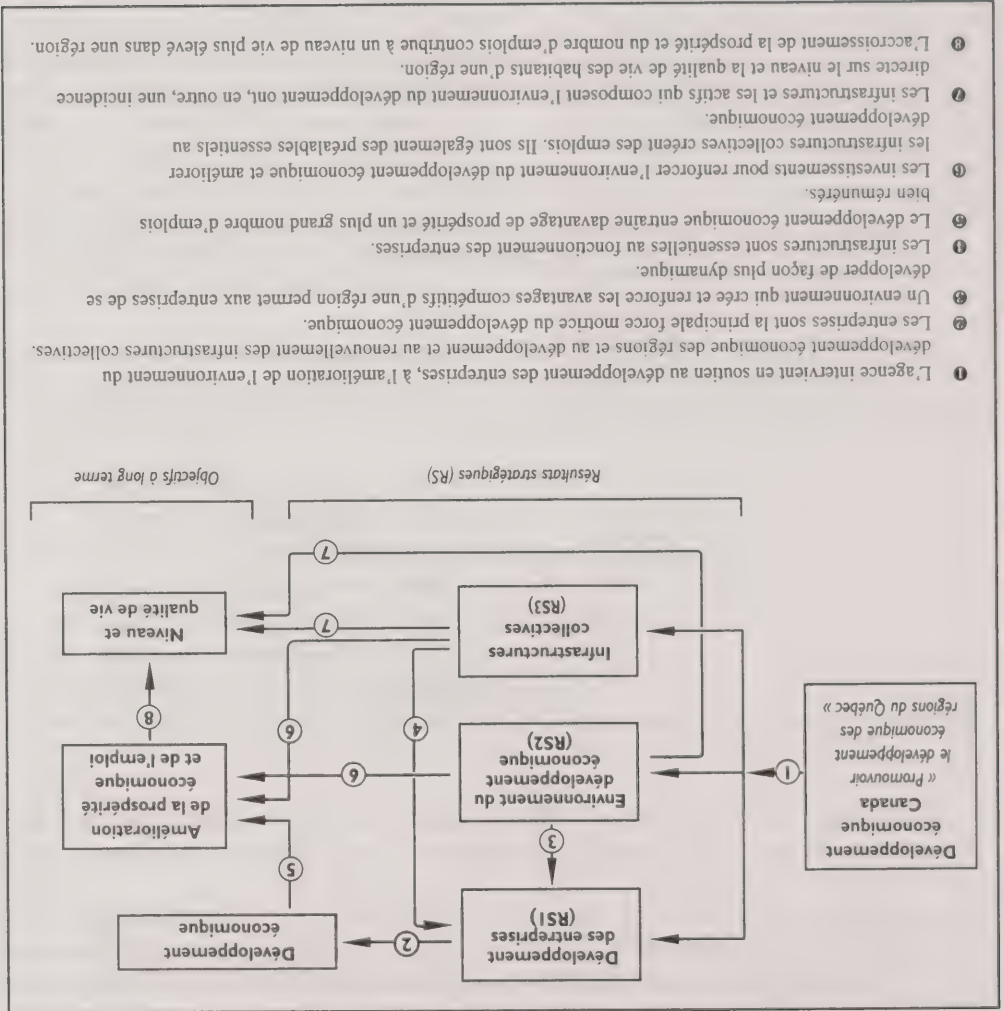 Développement
économique
Canada
« Promouvoir
le développement
économique des
régions du Québec »
1
Développement
des entreprises
(RS1)
2
Développement
économique
3
5
Environnement du
développement
économique
(RS2)
6
Amélioration
de la prospérité
économique
et de l'emploi
4
6
8
Infrastructures
collectives
(RS3)
7
Niveau et
qualité de vie
7
Résultats stratégiques (RS)
Objectifs à long terme
❶ L'agence intervient en soutien au développement des entreprises, à l'amélioration de l'environnement du
développement économique des régions et au développement et au renouvellement des infrastructures collectives.
❷ Les entreprises sont la principale force motrice du développement économique.
❸ Un environnement qui crée et renforce les avantages compétitifs d'une région permet aux entreprises de se
développer de façon plus dynamique.
❹ Les infrastructures sont essentielles au fonctionnement des entreprises.
❺ Le développement économique entraîne davantage de prospérité et un plus grand nombre d'emplois
bien rémunérés.
❻ Les investissements pour renforcer l'environnement du développement économique et améliorer
les infrastructures collectives créent des emplois. Ils sont également des préalables essentiels au
développement économique.
❼ Les infrastructures et les actifs qui composent l'environnement du développement ont, en outre, une incidence
directe sur le niveau et la qualité de vie des habitants d'une région.
❽ L'accroissement de la prospérité et du nombre d'emplois contribue à un niveau de vie plus élevé dans une région.